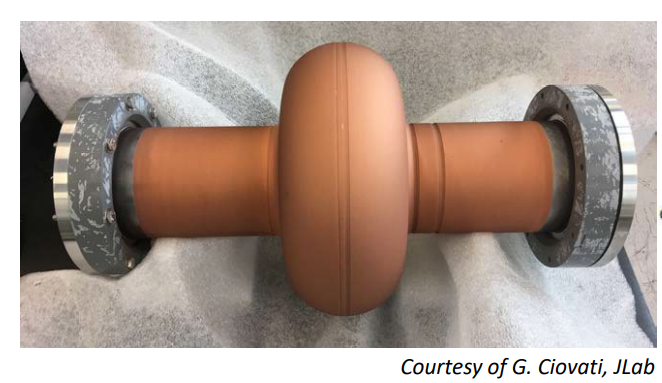 Courtesy of G. Ciovati, JLab